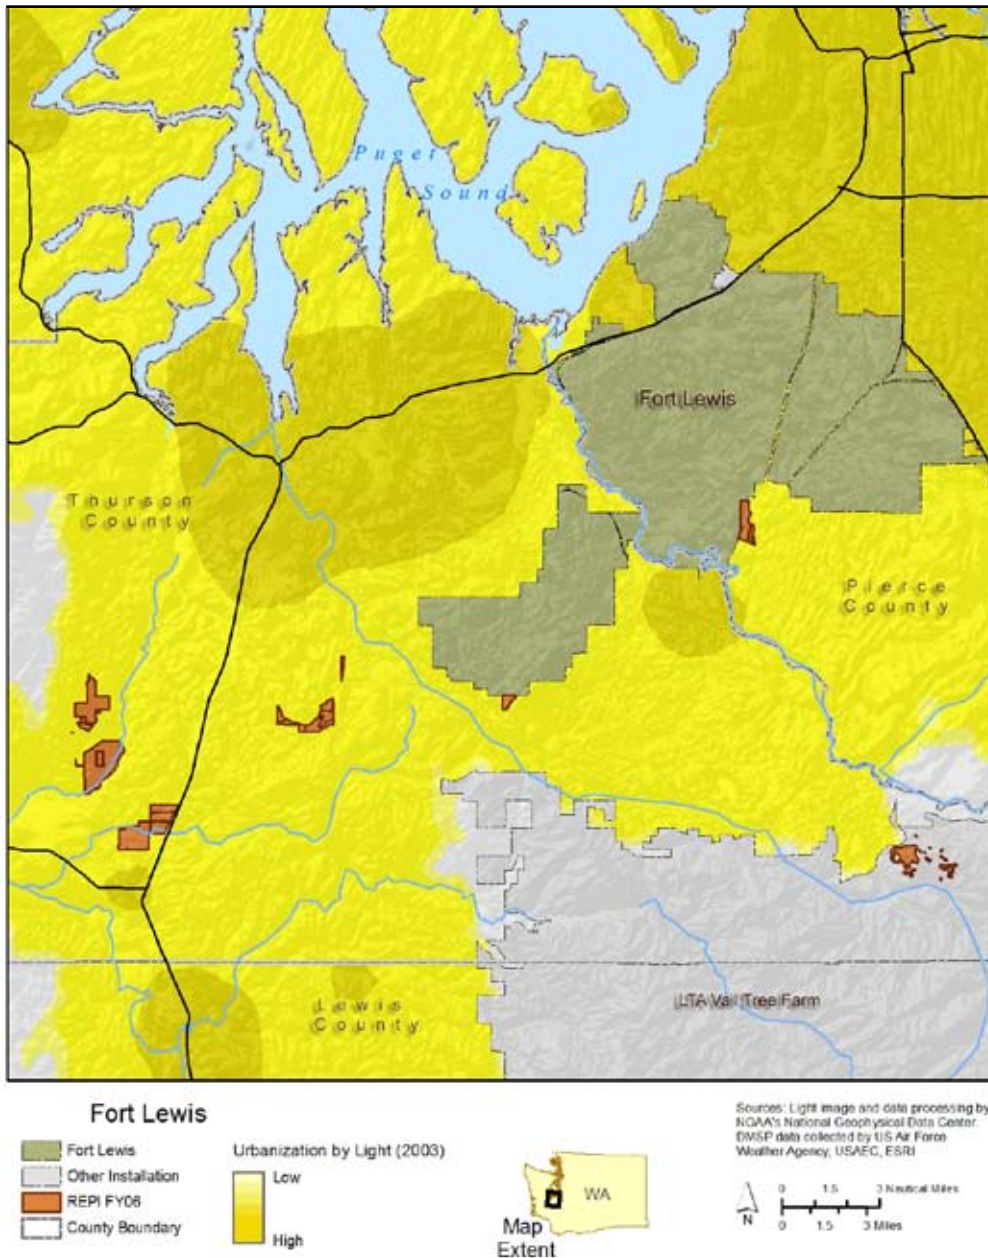 Puget
Sound
Fort Lewis
Thurson
County
Pierce
County
Lewis
County
LTA Vail Tree Farm
Fort Lewis
Fort Lewis
Other Installation
REPI FY06
County Boundary
Urbanization by Light (2003)
Low
High
WA
Map
Extent
Sources: Light image and data processing by
NOAA's National Geophysical Data Center.
DMSP data collected by US Air Force
Weather Agency, USAEC, ESRI
N
0 1.5 3 Nautical Miles
0 1.5 3 Miles